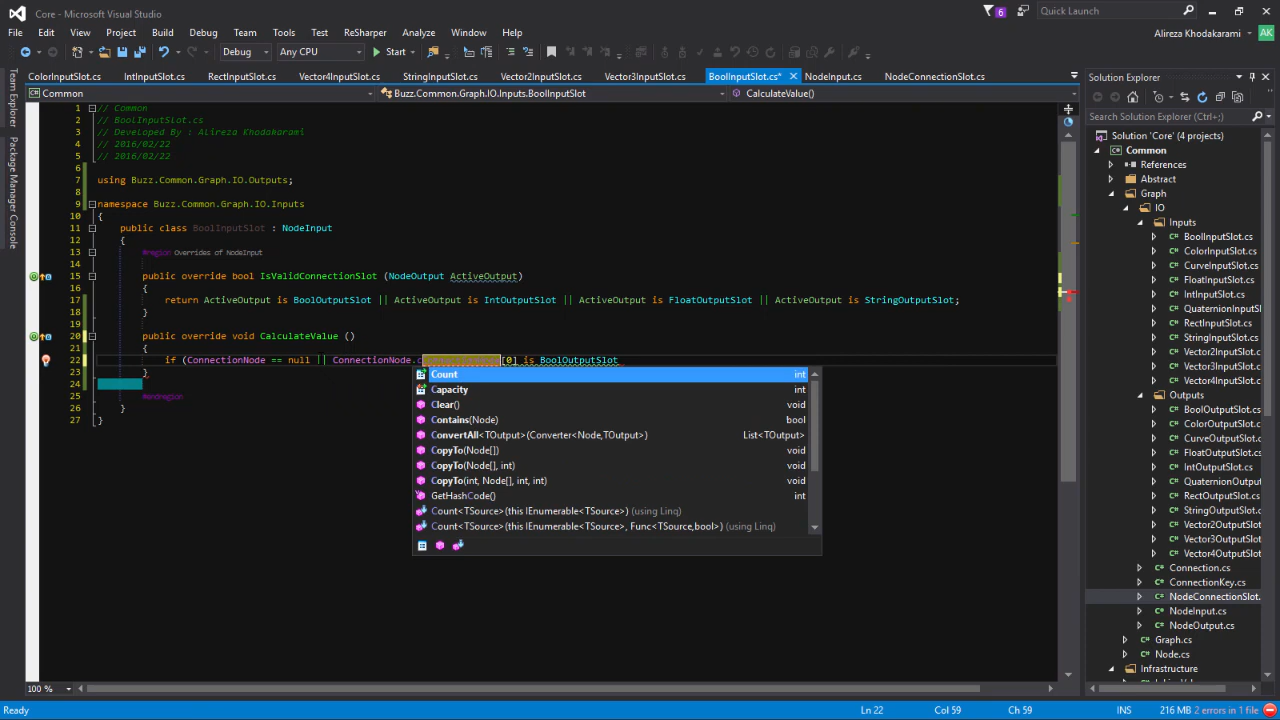 Core - Microsoft Visual Studio
6
Quick Launch
File Edit View Project Build Debug Team Tools Test ReSharper Analyze Window Help
Alireza Khodakarami
AK
Debug Any CPU Start
ColorInputSlot.cs IntInputSlot.cs RectInputSlot.cs Vector4InputSlot.cs StringInputSlot.cs Vector2InputSlot.cs Vector3InputSlot.cs BoolInputSlot.cs* NodeInput.cs NodeConnectionSlot.cs
Common Buzz.Common.Graph.IO.Inputs.BoolInputSlot CalculateValue()
Team Explorer
Package Manager Console
1 // Common
2 // BoolInputSlot.cs
3 // Developed By : Alireza Khodakarami
4 // 2016/02/22
5 // 2016/02/22
6
7 using Buzz.Common.Graph.IO.Outputs;
8
9 namespace Buzz.Common.Graph.IO.Inputs
10 {
11 public class BoolInputSlot : NodeInput
12 {
13 #region Overrides of NodeInput
14
15 public override bool IsValidConnectionSlot (NodeOutput ActiveOutput)
16 {
17 return ActiveOutput is BoolOutputSlot || ActiveOutput is IntOutputSlot || ActiveOutput is FloatOutputSlot || ActiveOutput is StringOutputSlot;
18 }
19
20 public override void CalculateValue ()
21 {
22 if (ConnectionNode == null || ConnectionNode.c [0] is BoolOutputSlot
23 }
24
25 #endregion
26 }
27 }
Count int
Capacity int
Clear() void
Contains(Node) bool
ConvertAll<TOutput>(Converter<Node,TOutput>) List<TOutput>
CopyTo(Node[]) void
CopyTo(Node[], int) void
CopyTo(int, Node[], int, int) void
GetHashCode() int
Count<TSource>(this IEnumerable<TSource>) (using Linq)
Count<TSource>(this IEnumerable<TSource>, Func<TSource,bool>) (using Linq)
Solution Explorer
Search Solution Explorer (Ctrl+;)
Solution 'Core' (4 projects)
Common
References
Abstract
Graph
IO
Inputs
BoolInputSlot.cs
ColorInputSlot.cs
CurveInputSlot.cs
FloatInputSlot.cs
IntInputSlot.cs
QuaternionInputS
RectInputSlot.cs
StringInputSlot.cs
Vector2InputSlot.
Vector3InputSlot.
Vector4InputSlot.
Outputs
BoolOutputSlot.c
ColorOutputSlot.
CurveOutputSlot.
FloatOutputSlot.c
IntOutputSlot.cs
QuaternionOutpu
RectOutputSlot.c
StringOutputSlot.
Vector2OutputSlo
Vector3OutputSlo
Vector4OutputSlo
Connection.cs
ConnectionKey.cs
NodeConnectionSlot.
NodeInput.cs
NodeOutput.cs
Graph.cs
Node.cs
Infrastructure
100 %
Ready Ln 22 Col 59 Ch 59 INS 216 MB 2 errors in 1 file